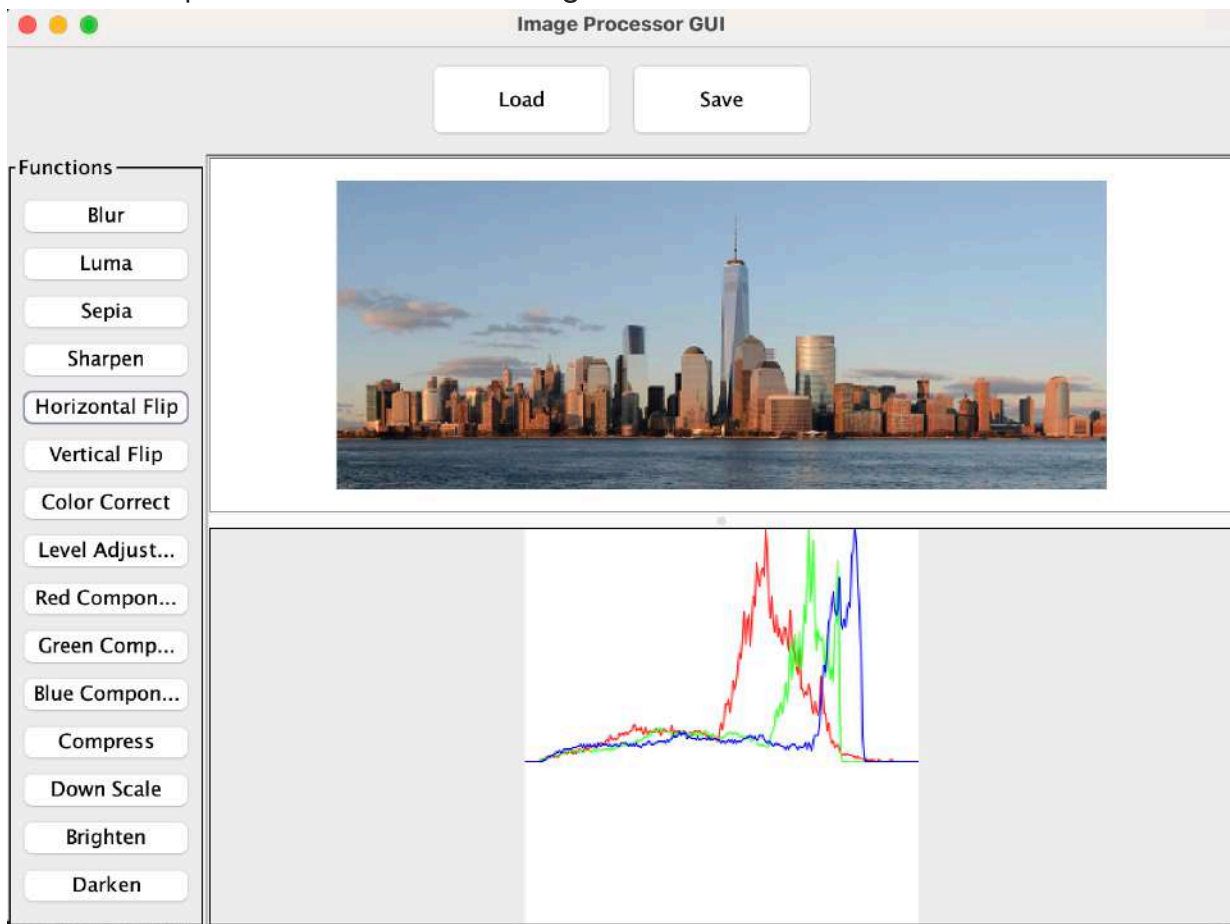 Image Processor GUI
Load Save
Functions
Blur
Luma
Sepia
Sharpen
Horizontal Flip
Vertical Flip
Color Correct
Level Adjust...
Red Compon...
Green Comp...
Blue Compon...
Compress
Down Scale
Brighten
Darken